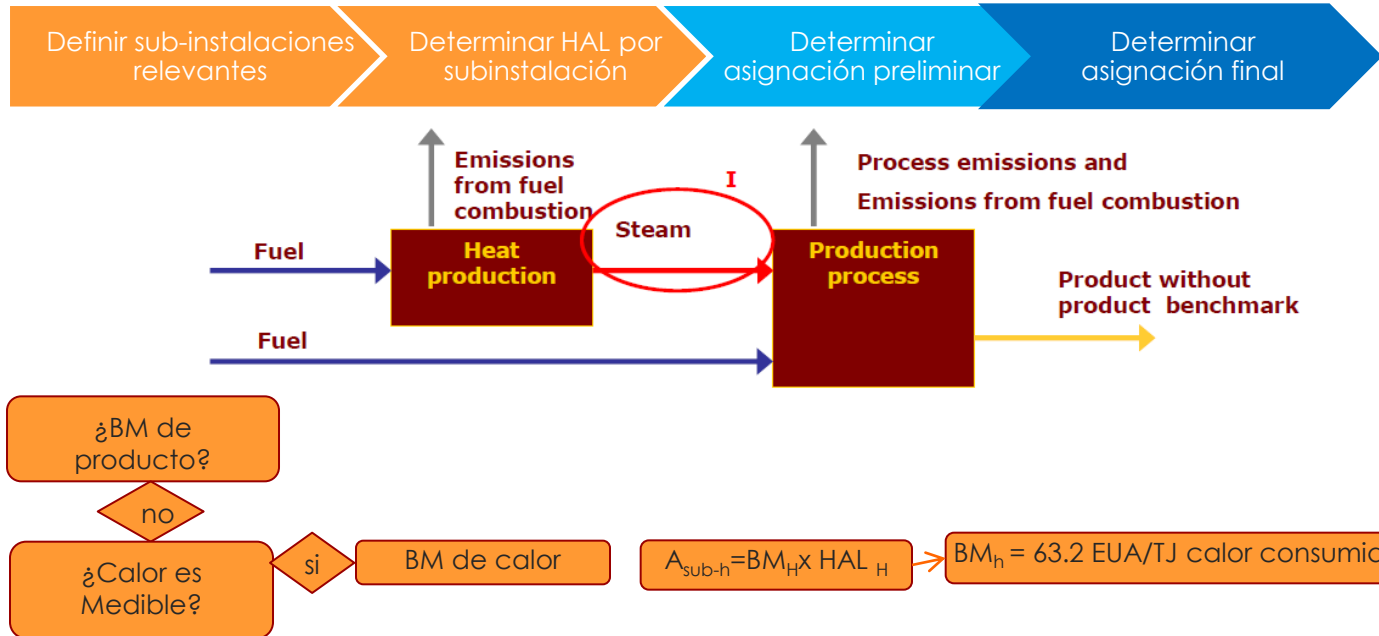 Definir sub-instalaciones
relevantes
Determinar HAL por
subinstalación
Determinar
asignación preliminar
Determinar
asignación final
Emissions
from fuel
combustion
I
Process emissions and
Emissions from fuel combustion
Steam
Fuel
Heat
production
Production
process
Product without
product benchmark
Fuel
¿BM de
producto?
no
¿Calor es
Medible?
si
BM de calor
Asub-h=BMHx HAL H
BMh = 63.2 EUA/TJ calor consumid